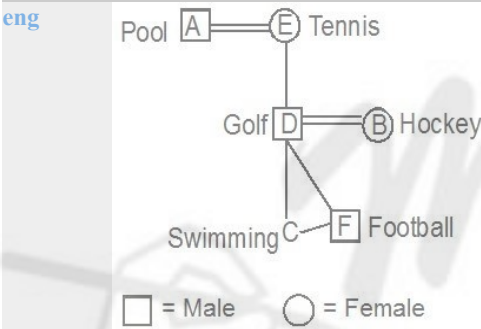 eng
Pool A E Tennis
Golf D B Hockey
Swimming C F Football
= Male = Female